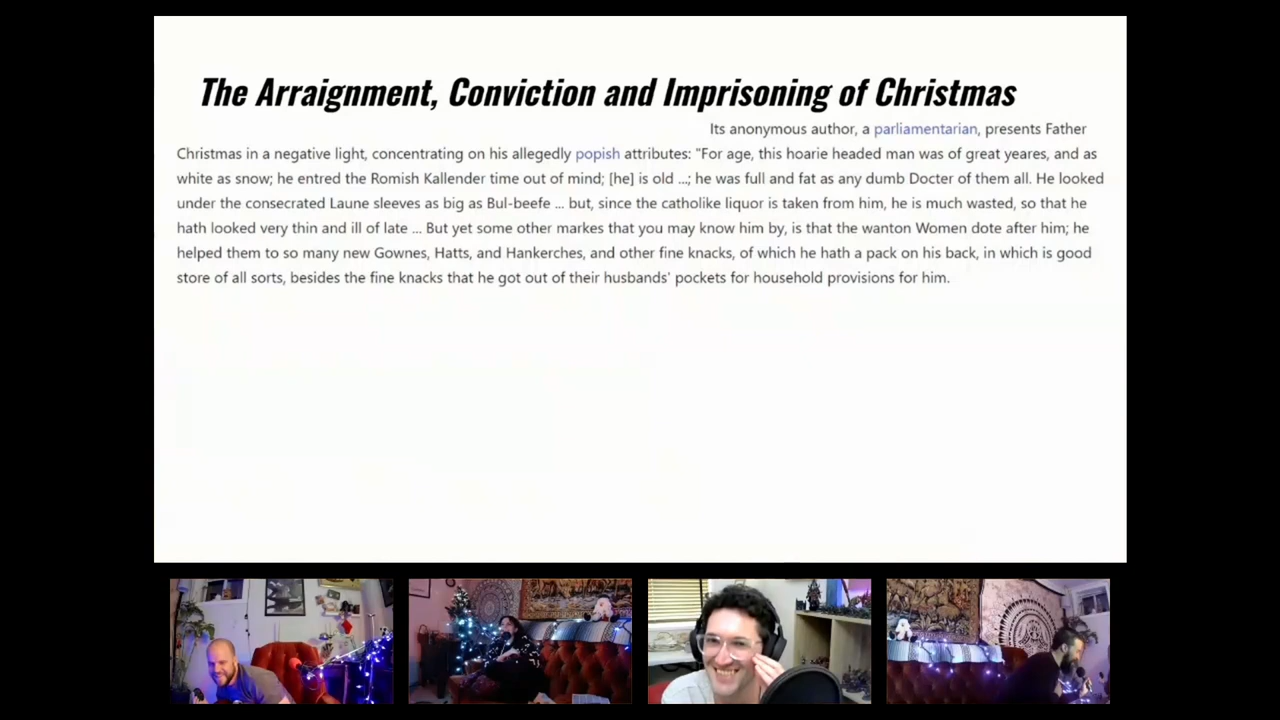 The Arraignment, Conviction and Imprisoning of Christmas
Its anonymous author, a parliamentarian, presents Father
Christmas in a negative light, concentrating on his allegedly popish attributes: "For age, this hoarie headed man was of great yeares, and as
white as snow; he entred the Romish Kallender time out of mind; [he] is old ...; he was full and fat as any dumb Docter of them all. He looked
under the consecrated Laune sleeves as big as Bul-beefe ... but, since the catholike liquor is taken from him, he is much wasted, so that he
hath looked very thin and ill of late ... But yet some other markes that you may know him by, is that the wanton Women dote after him; he
helped them to so many new Gownes, Hatts, and Hankerches, and other fine knacks, of which he hath a pack on his back, in which is good
store of all sorts, besides the fine knacks that he got out of their husbands' pockets for household provisions for him.